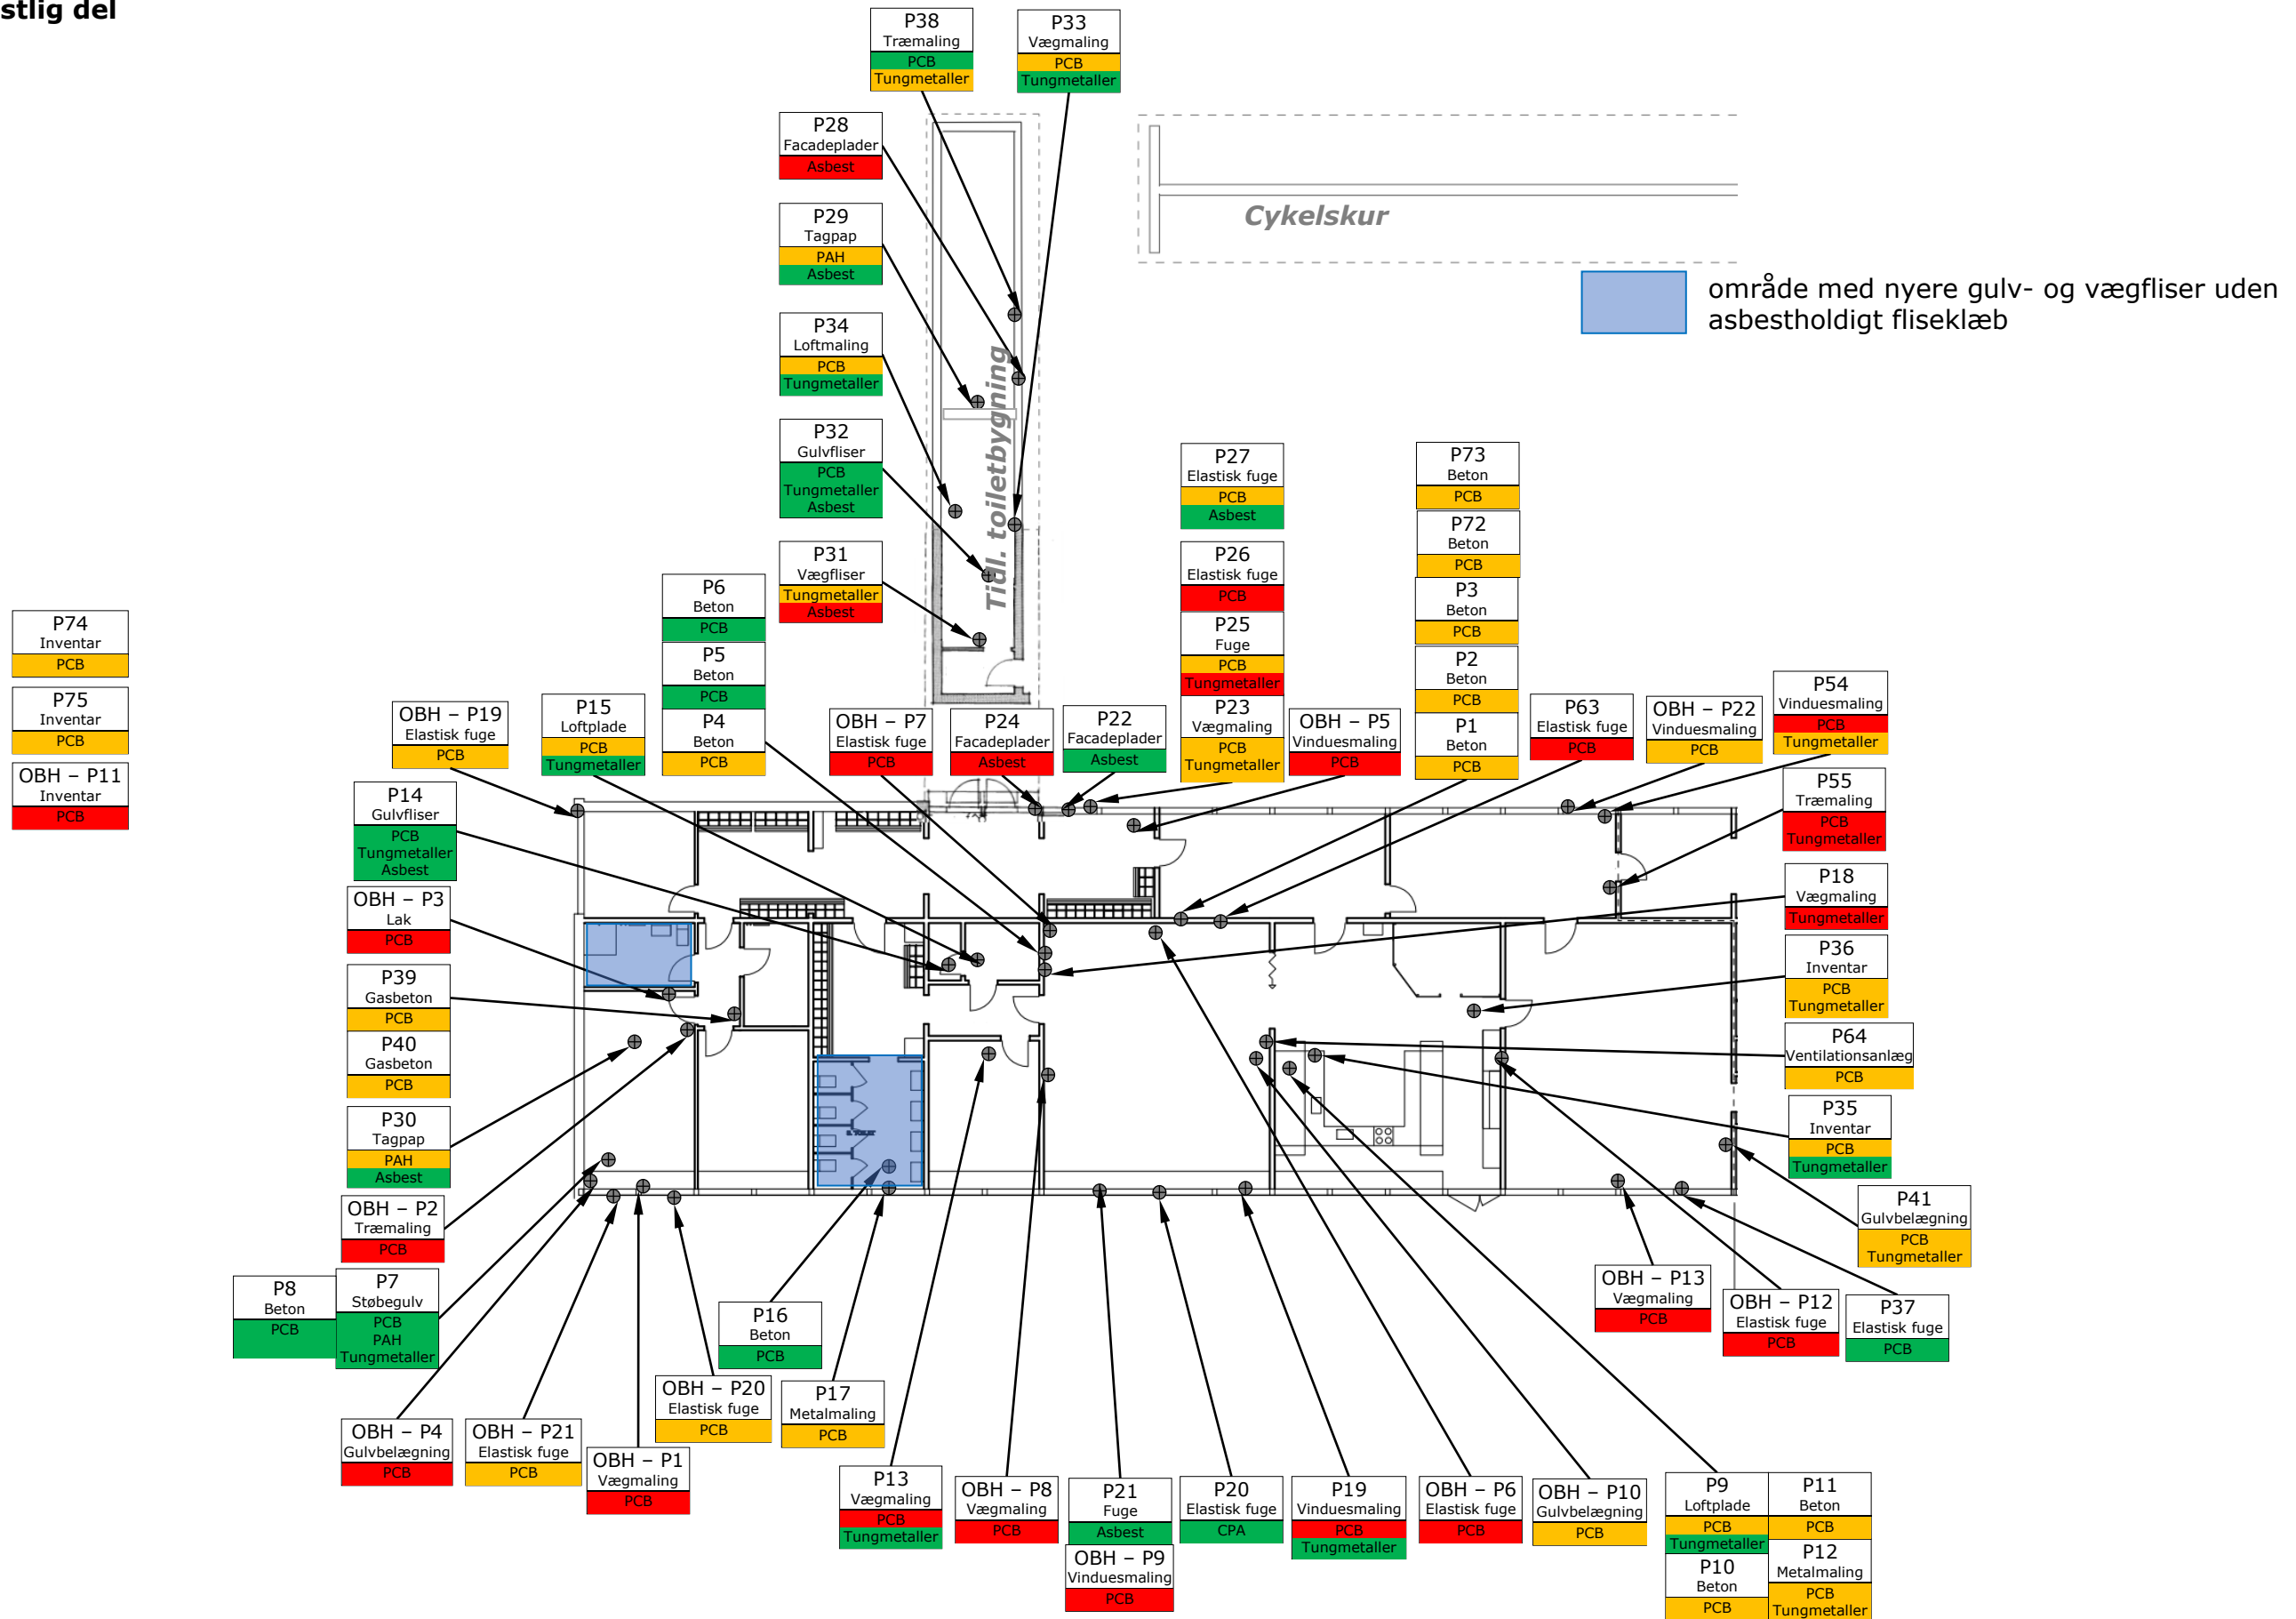 stlig del
P38
Træmaling
PCB
Tungmetaller
P33
Vægmaling
PCB
Tungmetaller
P28
Facadeplader
Asbest
P29
Tagpap
PAH
Asbest
P34
Loftmaling
PCB
Tungmetaller
P32
Gulvfliser
PCB
Tungmetaller
Asbest
P31
Vægfliser
Tungmetaller
Asbest
Tidl. toiletbygning
Cykelskur
område med nyere gulv- og vægfliser uden
asbestholdigt fliseklæb
P27
Elastisk fuge
PCB
Asbest
P26
Elastisk fuge
PCB
P25
Fuge
PCB
Tungmetaller
P23
Vægmaling
PCB
Tungmetaller
P73
Beton
PCB
P72
Beton
PCB
P3
Beton
PCB
P2
Beton
PCB
P1
Beton
PCB
P6
Beton
PCB
P5
Beton
PCB
P4
Beton
PCB
P74
Inventar
PCB
P75
Inventar
PCB
OBH – P11
Inventar
PCB
OBH – P19
Elastisk fuge
PCB
P15
Loftplade
PCB
Tungmetaller
OBH – P7
Elastisk fuge
PCB
P24
Facadeplader
Asbest
P22
Facadeplader
Asbest
OBH – P5
Vinduesmaling
PCB
P63
Elastisk fuge
PCB
OBH – P22
Vinduesmaling
PCB
P54
Vinduesmaling
PCB
Tungmetaller
P55
Træmaling
PCB
Tungmetaller
P14
Gulvfliser
PCB
Tungmetaller
Asbest
OBH – P3
Lak
PCB
P39
Gasbeton
PCB
P40
Gasbeton
PCB
P30
Tagpap
PAH
Asbest
OBH – P2
Træmaling
PCB
P8
Beton
PCB
P7
Støbegulv
PCB
PAH
Tungmetaller
P18
Vægmaling
Tungmetaller
P36
Inventar
PCB
Tungmetaller
P64
Ventilationsanlæg
PCB
P35
Inventar
PCB
Tungmetaller
P41
Gulvbelægning
PCB
Tungmetaller
OBH – P13
Vægmaling
PCB
OBH – P12
Elastisk fuge
PCB
P37
Elastisk fuge
PCB
P16
Beton
PCB
OBH – P20
Elastisk fuge
PCB
P17
Metalmaling
PCB
OBH – P4
Gulvbelægning
PCB
OBH – P21
Elastisk fuge
PCB
OBH – P1
Vægmaling
PCB
P13
Vægmaling
PCB
Tungmetaller
OBH – P8
Vægmaling
PCB
P21
Fuge
Asbest
OBH – P9
Vinduesmaling
PCB
P20
Elastisk fuge
CPA
P19
Vinduesmaling
PCB
Tungmetaller
OBH – P6
Elastisk fuge
PCB
OBH – P10
Gulvbelægning
PCB
P9
Loftplade
PCB
Tungmetaller
P11
Beton
PCB
P10
Beton
PCB
P12
Metalmaling
PCB
Tungmetaller